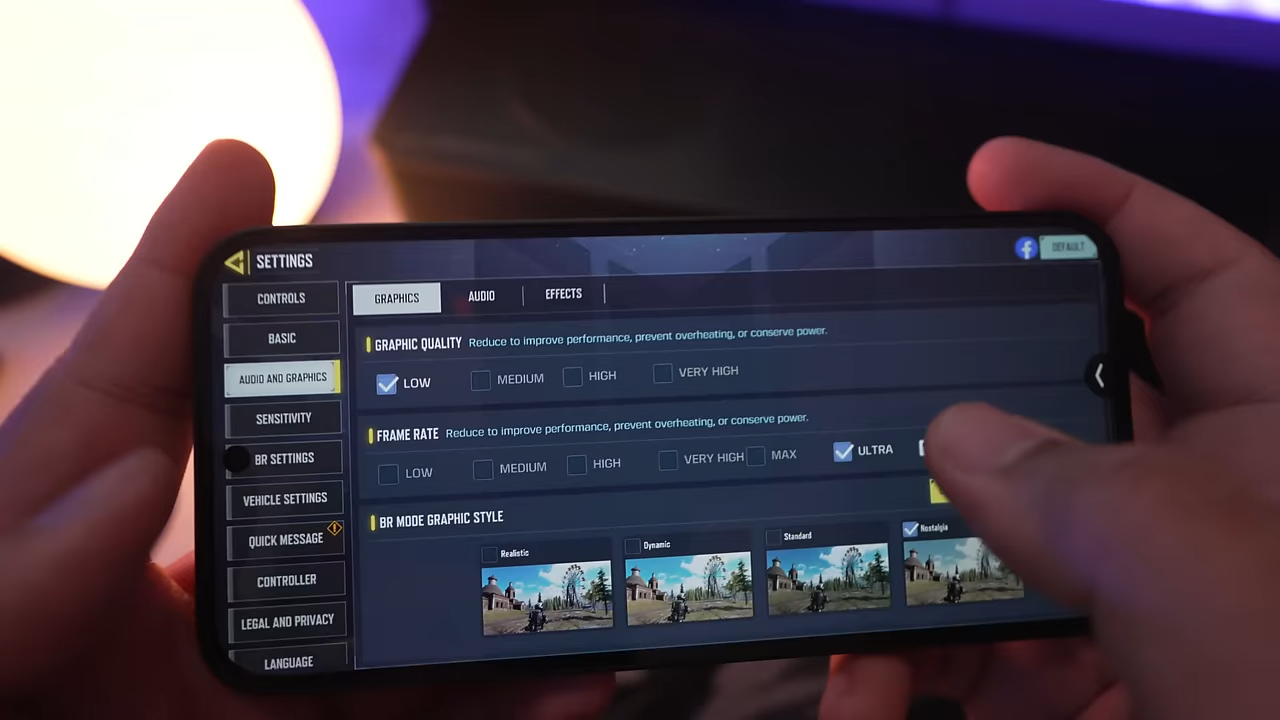 SETTINGS
DEFAULT
CONTROLS
BASIC
AUDIO AND GRAPHICS
SENSITIVITY
BR SETTINGS
VEHICLE SETTINGS
QUICK MESSAGE
CONTROLLER
LEGAL AND PRIVACY
LANGUAGE
GRAPHICS AUDIO EFFECTS
GRAPHIC QUALITY Reduce to improve performance, prevent overheating, or conserve power.
LOW MEDIUM HIGH VERY HIGH
FRAME RATE Reduce to improve performance, prevent overheating, or conserve power.
LOW MEDIUM HIGH VERY HIGH MAX ULTRA
BR MODE GRAPHIC STYLE
Realistic Dynamic Standard Nostalgia